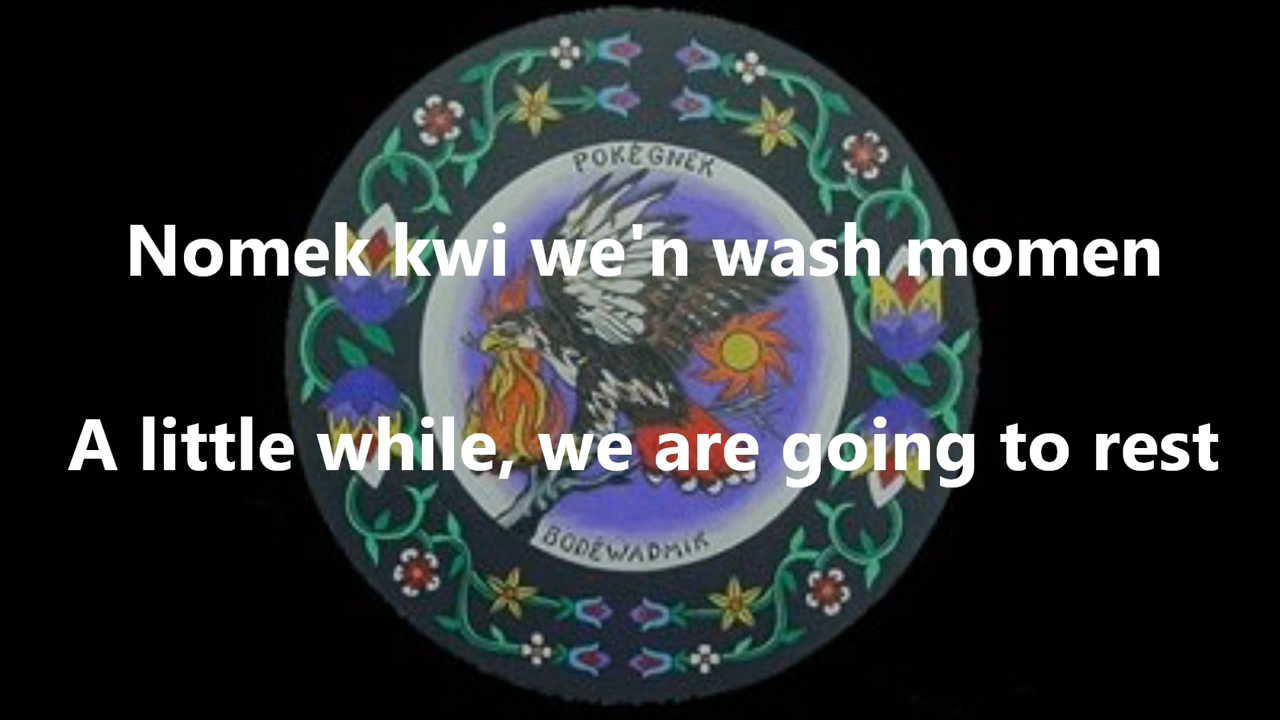 POKÉGNEK
Nomek kwi we'n wash momen
A little while, we are going to rest
BODÉWADMIK